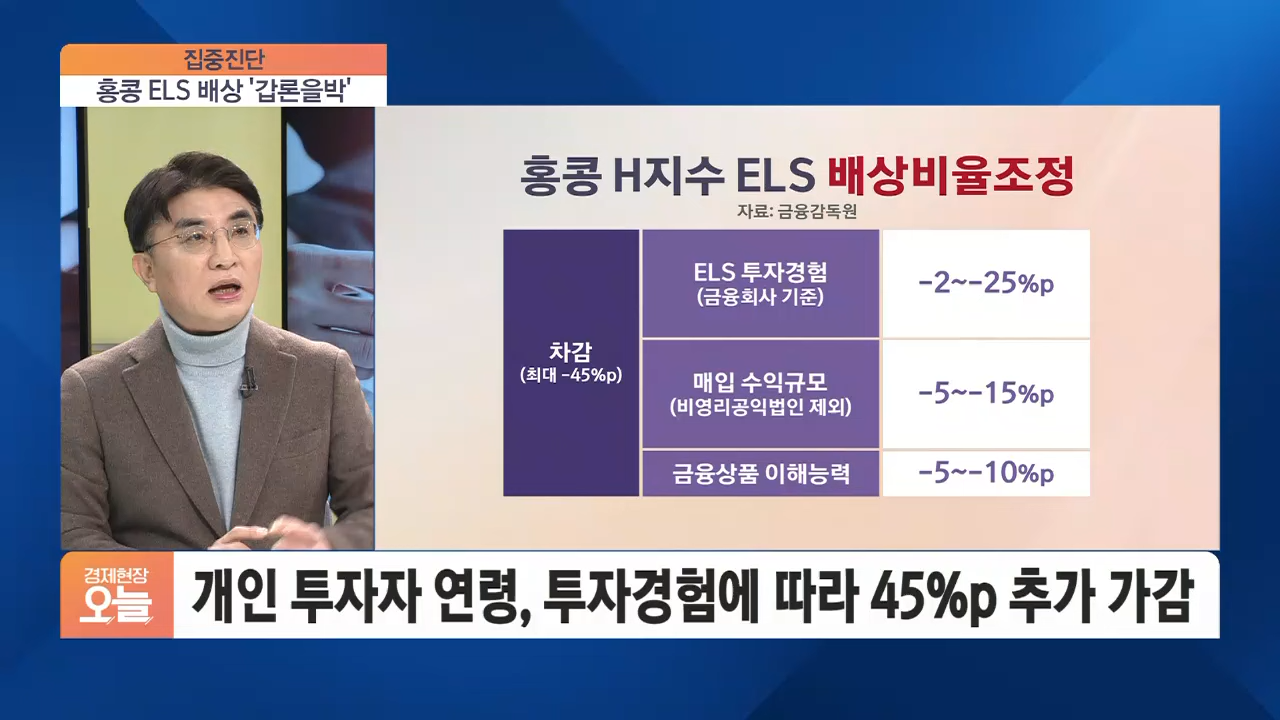 집중진단
홍콩 ELS 배상 '갑론을박'
홍콩 H지수 ELS 배상비율조정
자료: 금융감독원
차감
(최대 -45%p)
ELS 투자경험
(금융회사 기준)
-2~-25%p
매입 수익규모
(비영리공익법인 제외)
-5~-15%p
금융상품 이해능력
-5~-10%p
경제현장
오늘
개인 투자자 연령, 투자경험에 따라 45%p 추가 가감